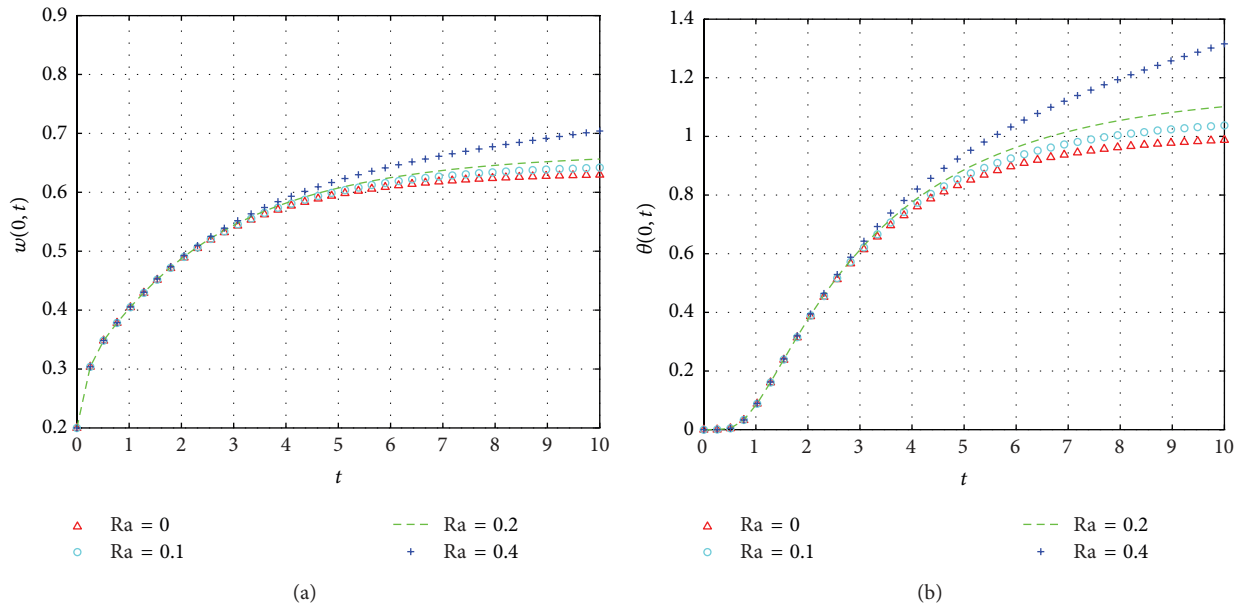 0.9
0.8
0.7
0.6
0.5
0.4
0.3
0.2
w(0, t)
0 1 2 3 4 5 6 7 8 9 10
t
Ra = 0
Ra = 0.1
Ra = 0.2
Ra = 0.4
(a)
1.4
1.2
1
0.8
0.6
0.4
0.2
0
θ(0, t)
0 1 2 3 4 5 6 7 8 9 10
t
Ra = 0
Ra = 0.1
Ra = 0.2
Ra = 0.4
(b)